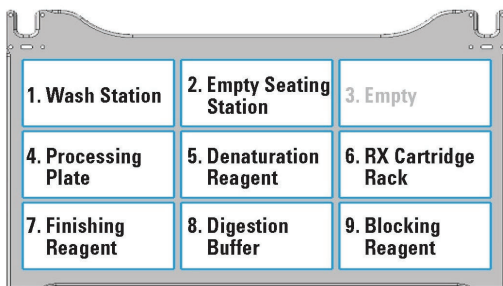 1. Wash Station
2. Empty Seating
Station
3. Empty
4. Processing
Plate
5. Denaturation
Reagent
6. RX Cartridge
Rack
7. Finishing
Reagent
8. Digestion
Buffer
9. Blocking
Reagent